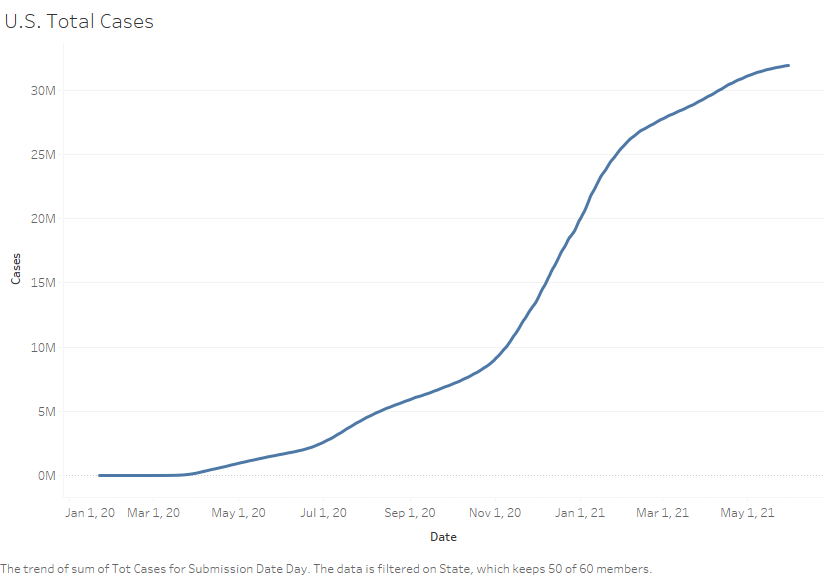 U.S. Total Cases
30M
25M
20M
15M
10M
5M
0M
Cases
Jan 1, 20 Mar 1, 20 May 1, 20 Jul 1, 20 Sep 1, 20 Nov 1, 20 Jan 1, 21 Mar 1, 21 May 1, 21
Date
The trend of sum of Tot Cases for Submission Date Day. The data is filtered on State, which keeps 50 of 60 members.